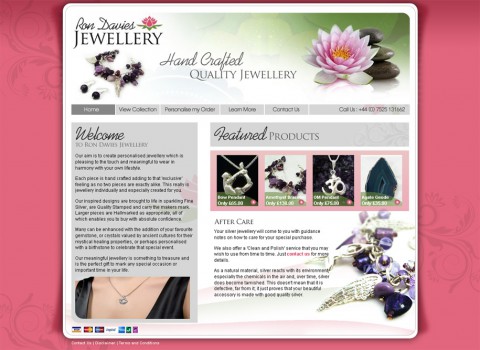 Ron Davies
JEWELLERY
Hand Crafted
QUALITY JEWELLERY
Home
View Collection
Personalise my Order
Learn More
Contact Us
Call Us : +44 (0) 7525 131662
Welcome
TO RON DAVIES JEWELLERY
Our aim is to create personalised jewellery which is
pleasing to the touch and meaningful to wear in
harmony with your own lifestyle.
Each piece is hand crafted adding to that 'exclusive'
feeling as no two pieces are exactly alike. This really is
jewellery individually and especially created for you.
Our inspired designs are brought to life in sparkling Fine
Silver, are Quality Stamped and carry the makers mark.
Larger pieces are Hallmarked as appropriate, all of
which enables you to buy with absolute confidence.
Many can be enhanced with the addition of your favourite
gemstone, or crystals valued by ancient cultures for their
mystical healing properties, or perhaps personalise
with a birthstone to celebrate that special event.
Our meaningful jewellery is something to treasure and
is the perfect gift to mark any special occasion or
important time in your life.
Featured PRODUCTS
Bow Pendant
Only
Amethyst
Only
OM Pendant
Only
Agate Geode
Only
AFTER CARE
Your silver jewellery will come to you with guidance
notes on how to care for your special purchase.
We also offer a 'Clean and Polish' service that you may
wish to use from time to time. Just contact us for more
details.
As a natural material, silver reacts with its environment,
especially the chemicals in the air and, over time, silver
does become tarnished. This doesn't mean that it is
defective, far from it, it just proves that your beautiful
accessory is made with good quality silver.
Contact Us | Disclaimer | Terms and Conditions